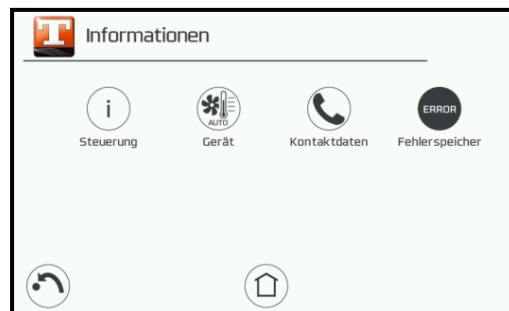 T Informationen
i
AUTO
ERROR
Steuerung
Gerät
Kontaktdaten
Fehlerspeicher